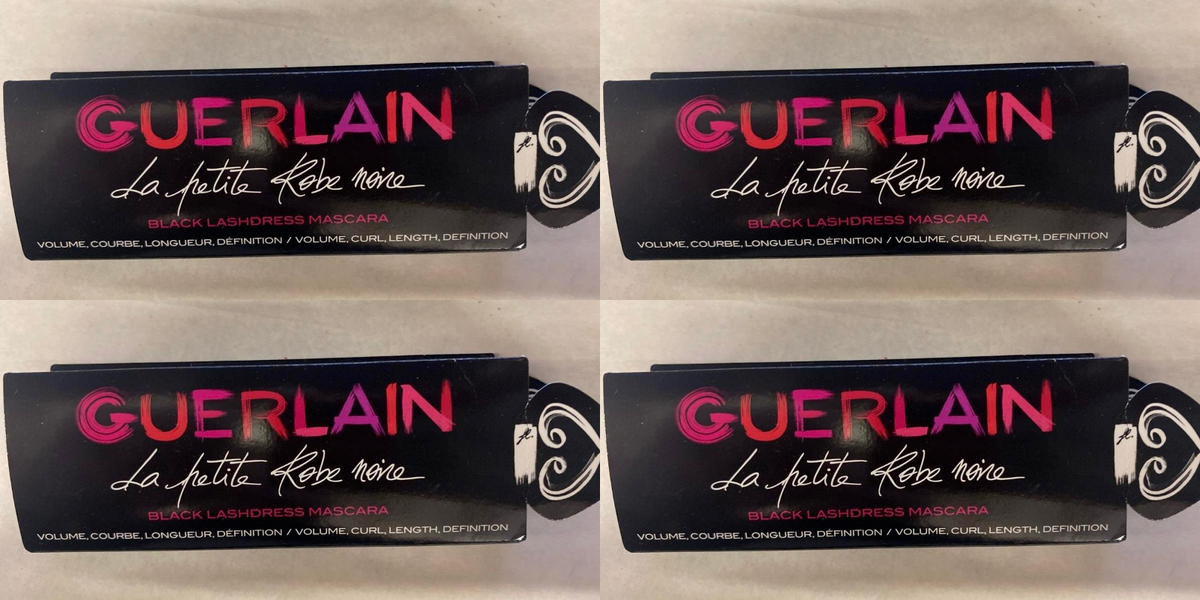 GUERLAIN
La petite Robe noire
BLACK LASHDRESS MASCARA
VOLUME, COURBE, LONGUEUR, DÉFINITION / VOLUME, CURL, LENGTH, DEFINITION
GUERLAIN
La petite Robe noire
BLACK LASHDRESS MASCARA
VOLUME, COURBE, LONGUEUR, DÉFINITION / VOLUME, CURL, LENGTH, DEFINITION
GUERLAIN
La petite Robe noire
BLACK LASHDRESS MASCARA
VOLUME, COURBE, LONGUEUR, DÉFINITION / VOLUME, CURL, LENGTH, DEFINITION
GUERLAIN
La petite Robe noire
BLACK LASHDRESS MASCARA
VOLUME, COURBE, LONGUEUR, DÉFINITION / VOLUME, CURL, LENGTH, DEFINITION